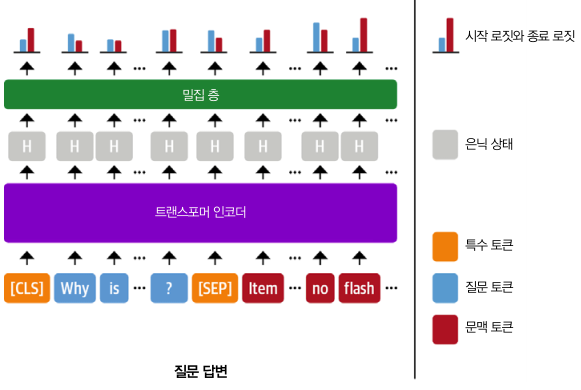 시작 로짓와 종료 로짓
밀집 층
H H H H H H H H
은닉 상태
트랜스포머 인코더
특수 토큰
[CLS] Why is ... ? [SEP] Item ... no flash ...
질문 토큰
문맥 토큰
질문 답변